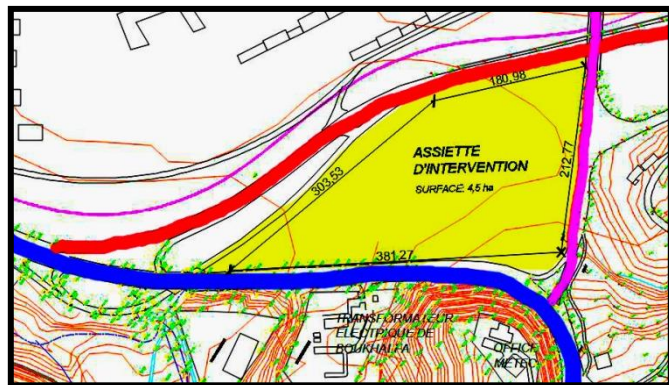 180,98
ASSIETTE
D'INTERVENTION
SURFACE: 4,5 ha
303,53
212,77
381,27
TRANSFORMATEUR
ELECTRIQUE DE
BOUKHALFA
OFFICE
METEC